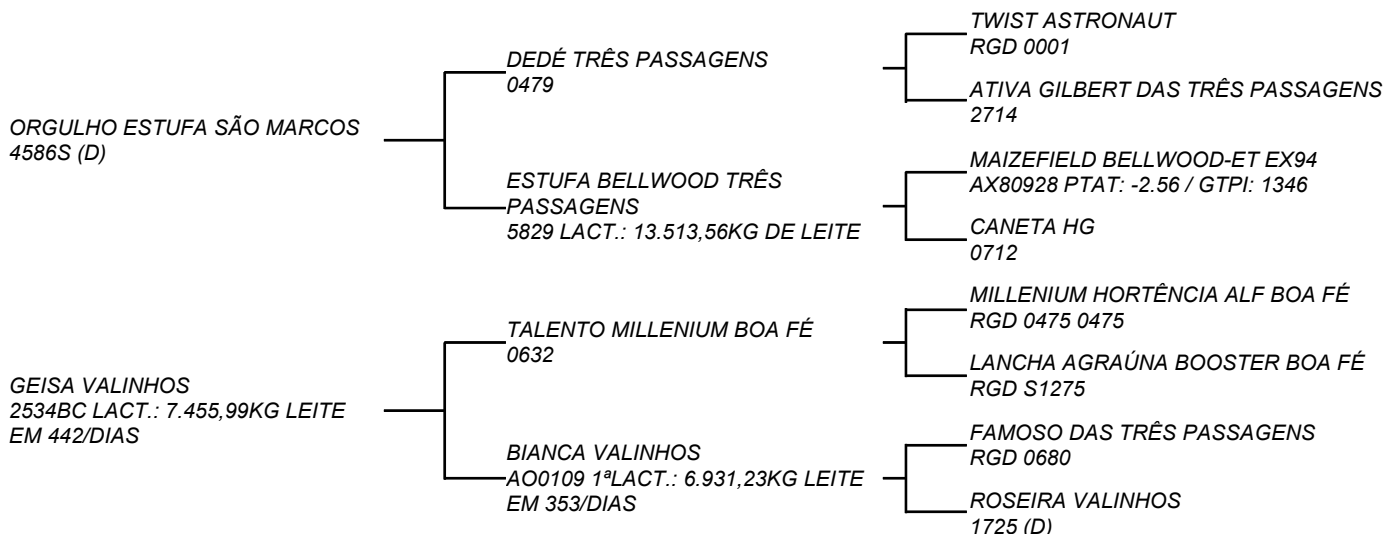 ORGULHO ESTUFA SÃO MARCOS
4586S (D)
DEDÉ TRÊS PASSAGENS
0479
TWIST ASTRONAUT
RGD 0001
ATIVA GILBERT DAS TRÊS PASSAGENS
2714
ESTUFA BELLWOOD TRÊS
PASSAGENS
5829 LACT.: 13.513,56KG DE LEITE
MAIZEFIELD BELLWOOD-ET EX94
AX80928 PTAT: -2.56 / GTPI: 1346
CANETA HG
0712
GEISA VALINHOS
2534BC LACT.: 7.455,99KG LEITE
EM 442/DIAS
TALENTO MILLENIUM BOA FÉ
0632
MILLENIUM HORTÊNCIA ALF BOA FÉ
RGD 0475 0475
LANCHA AGRAÚNA BOOSTER BOA FÉ
RGD S1275
BIANCA VALINHOS
AO0109 1ªLACT.: 6.931,23KG LEITE
EM 353/DIAS
FAMOSO DAS TRÊS PASSAGENS
RGD 0680
ROSEIRA VALINHOS
1725 (D)